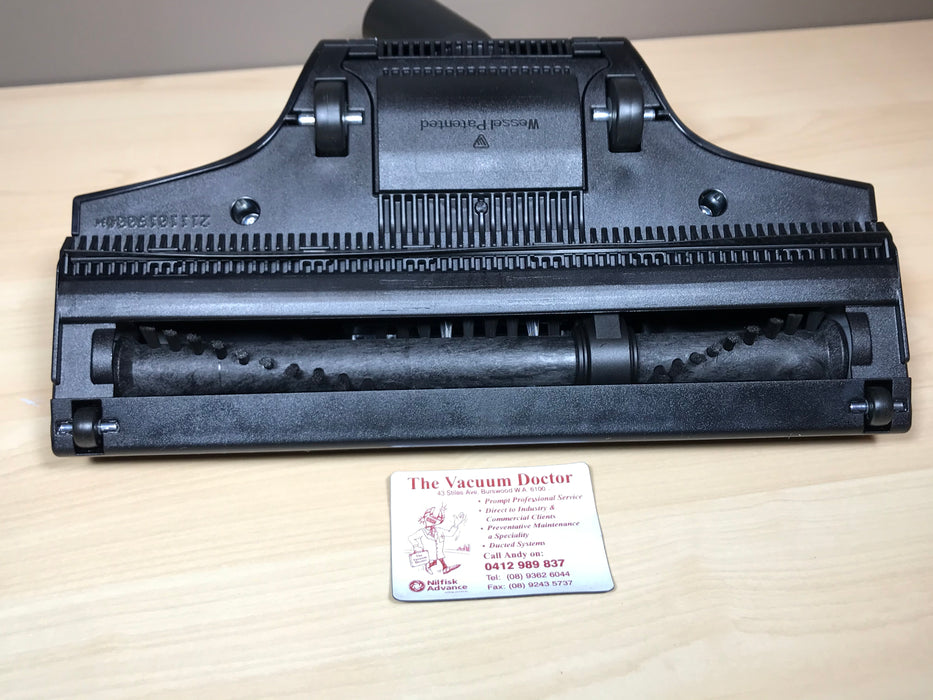 Wessel Patented
The Vacuum Doctor
43 Stiles Ave. Burswood W.A. 6100
• Prompt Professional Service
• Direct to Industry &
Commercial Clients
• Preventative Maintenance
a Speciality
• Ducted Systems
Call Andy on:
0412 989 837
Tel: (08) 9362 6044
Fax: (08) 9243 5737
Nilfisk
Advance